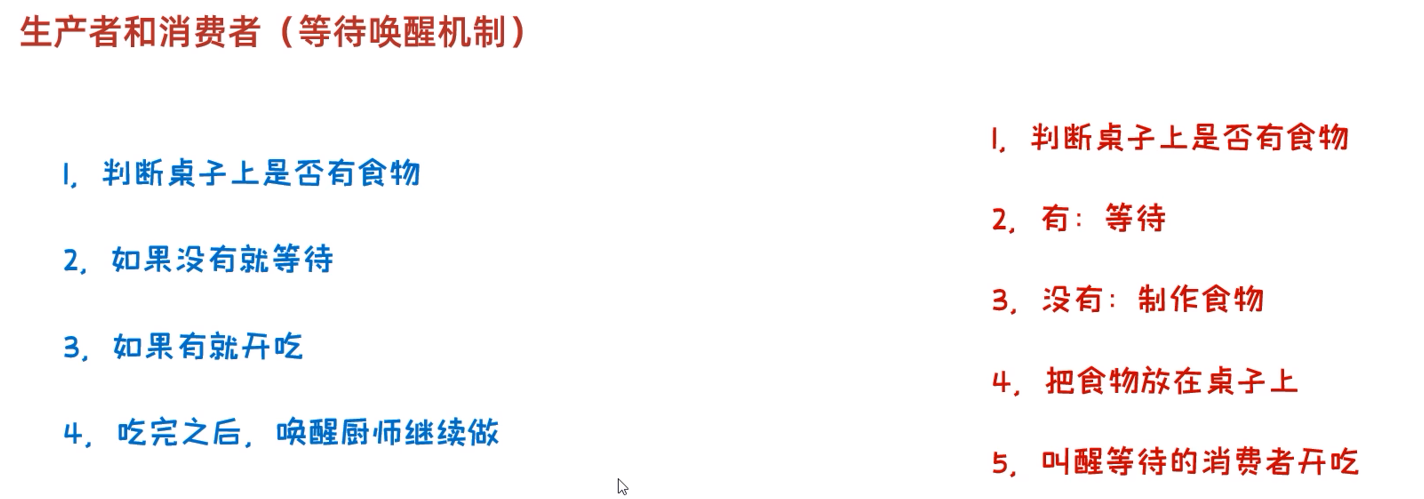 生产者和消费者（等待唤醒机制）
1, 判断桌子上是否有食物
2, 如果没有就等待
3, 如果有就开吃
4, 吃完之后, 唤醒厨师继续做
1, 判断桌子上是否有食物
2, 有: 等待
3, 没有: 制作食物
4, 把食物放在桌子上
5, 叫醒等待的消费者开吃